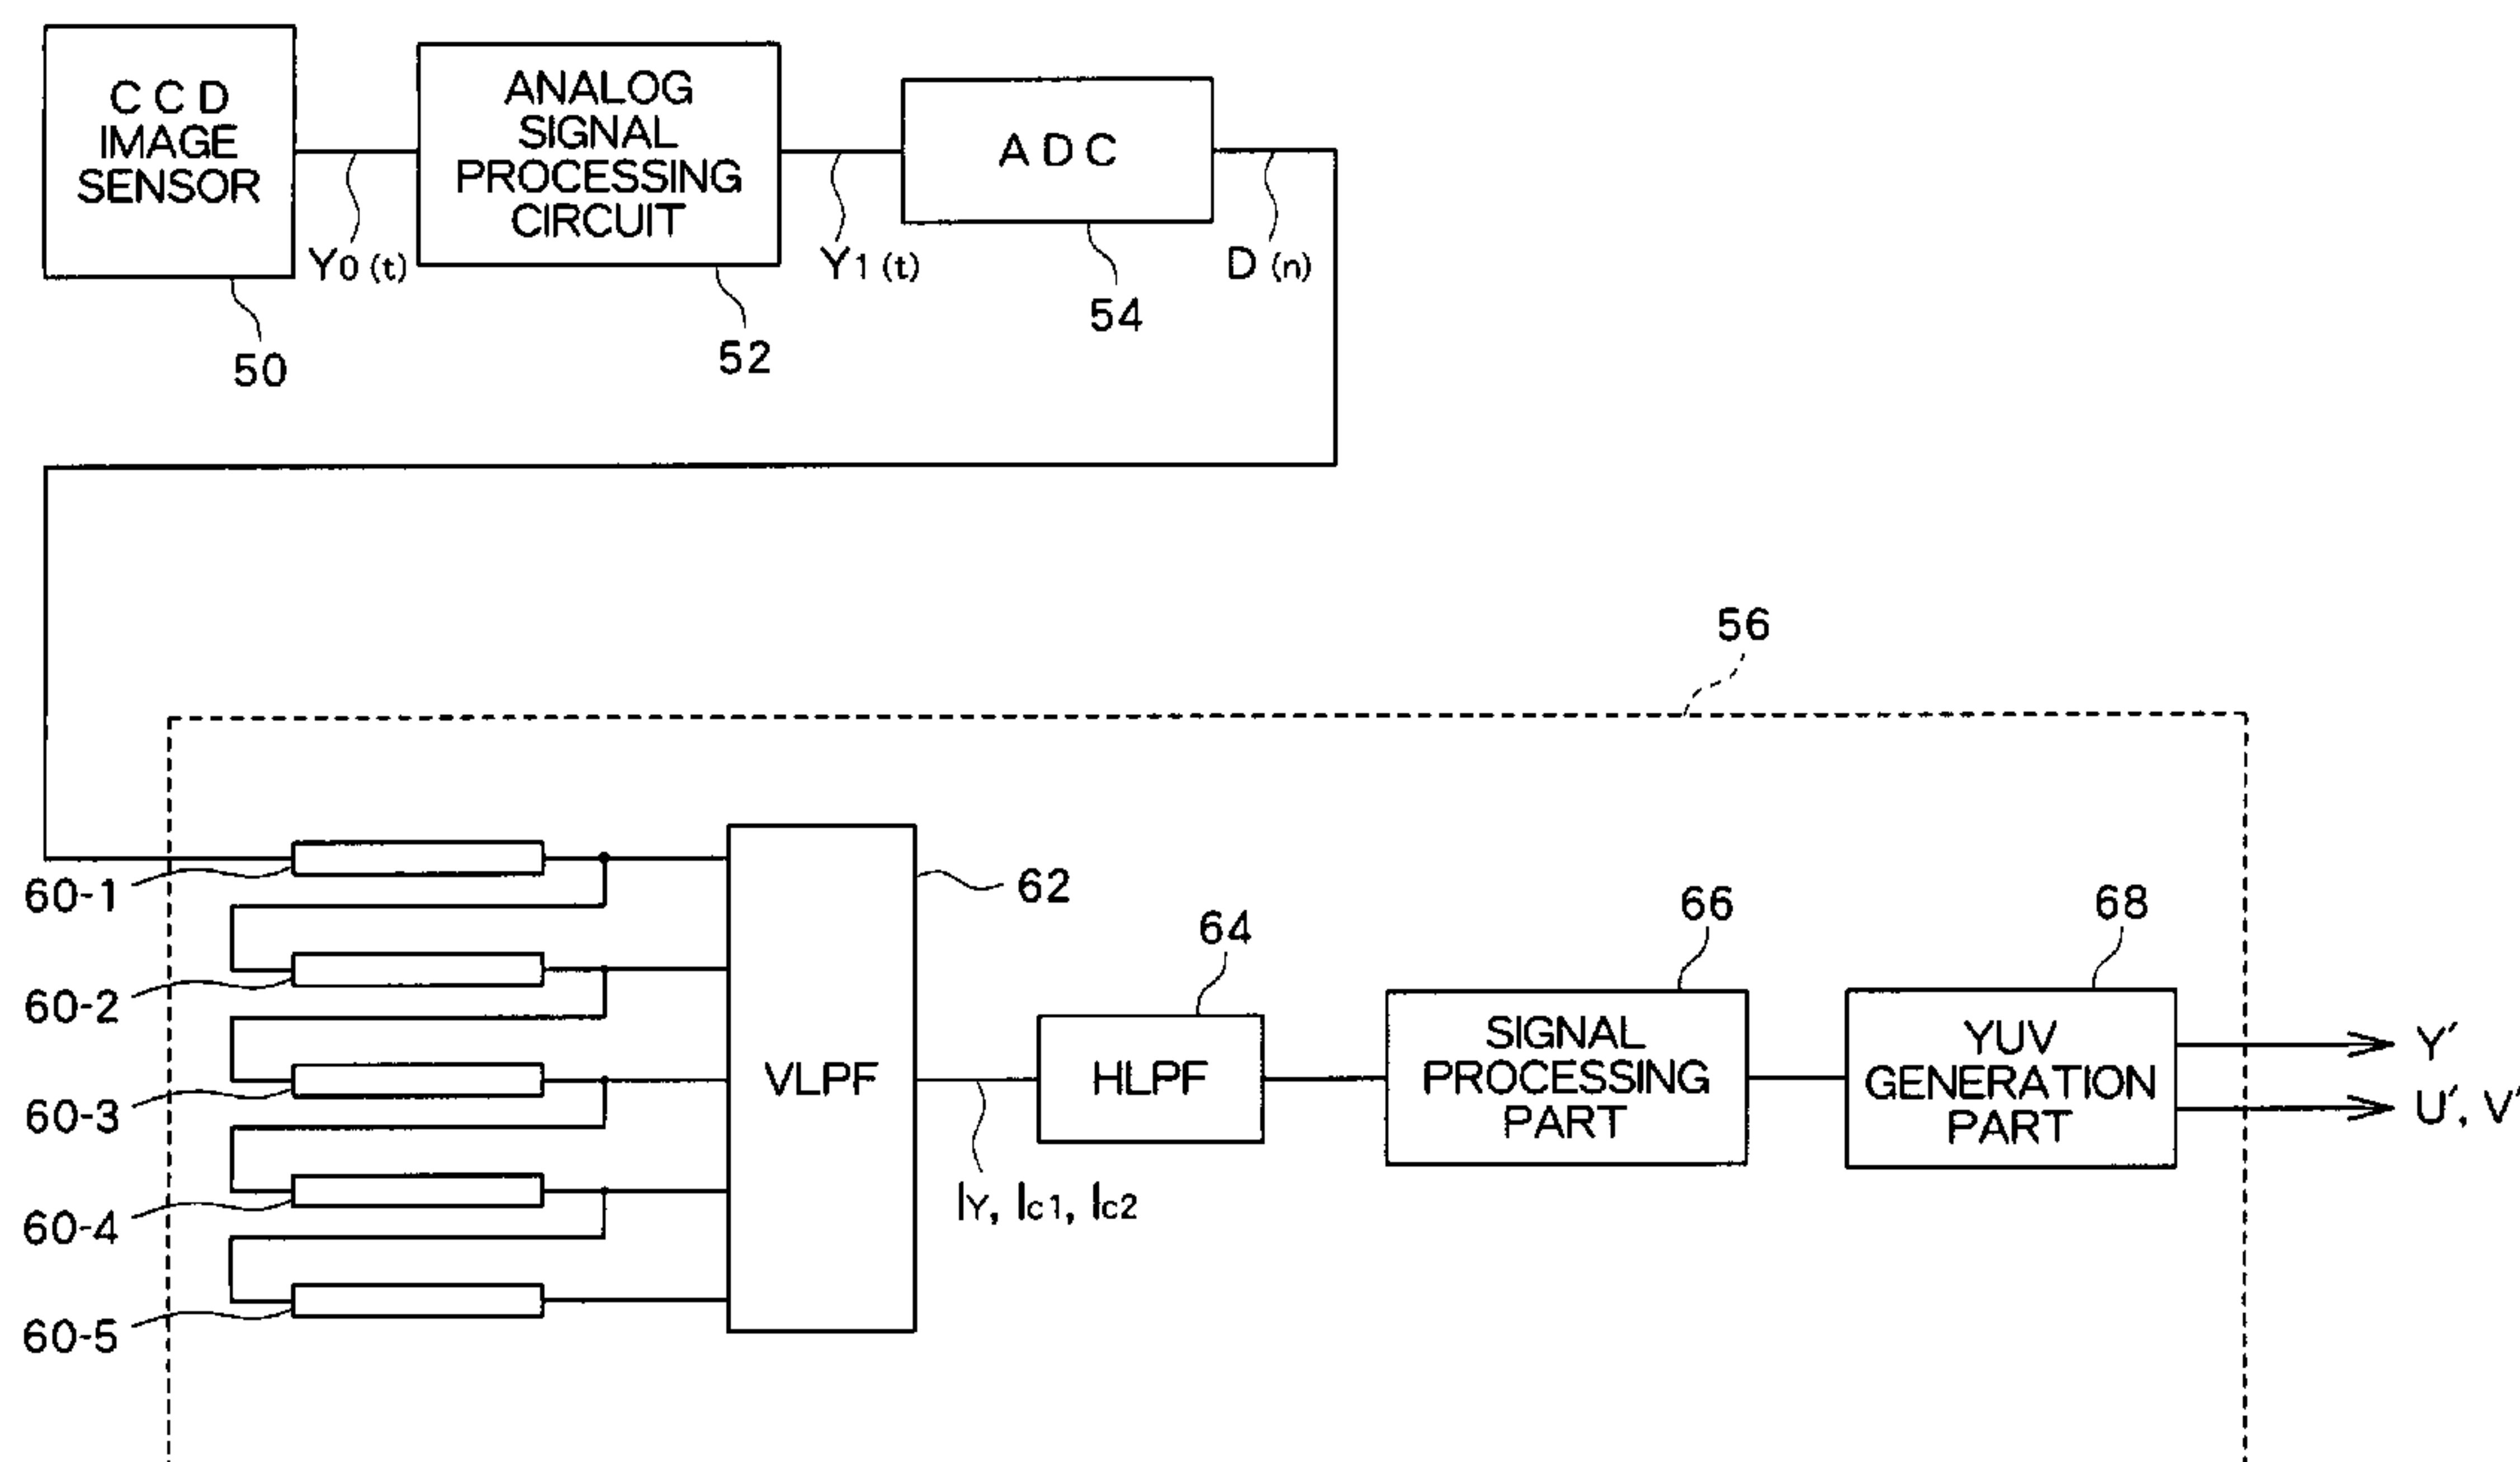 C C D
IMAGE
SENSOR
ANALOG
SIGNAL
PROCESSING
CIRCUIT
A D C
Y0 (t)
Y1 (t)
D (n)
50
52
54
56
60-1
60-2
60-3
60-4
60-5
VLPF
62
IY, Ic1, Ic2
HLPF
64
SIGNAL
PROCESSING
PART
66
YUV
GENERATION
PART
68
Y′
U′, V′